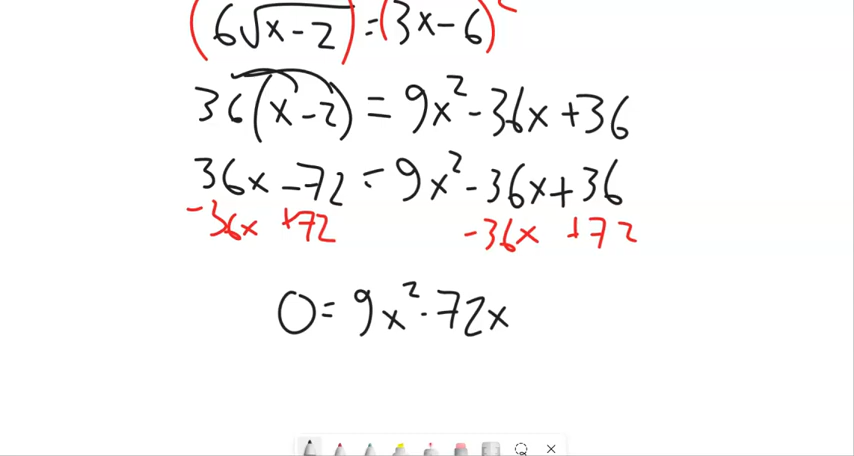 (6√(x-2)) = (3x-6)²
36(x-2) = 9x²-36x+36
36x-72 = 9x²-36x+36
-36x +72 -36x +72
0=9x²-72x